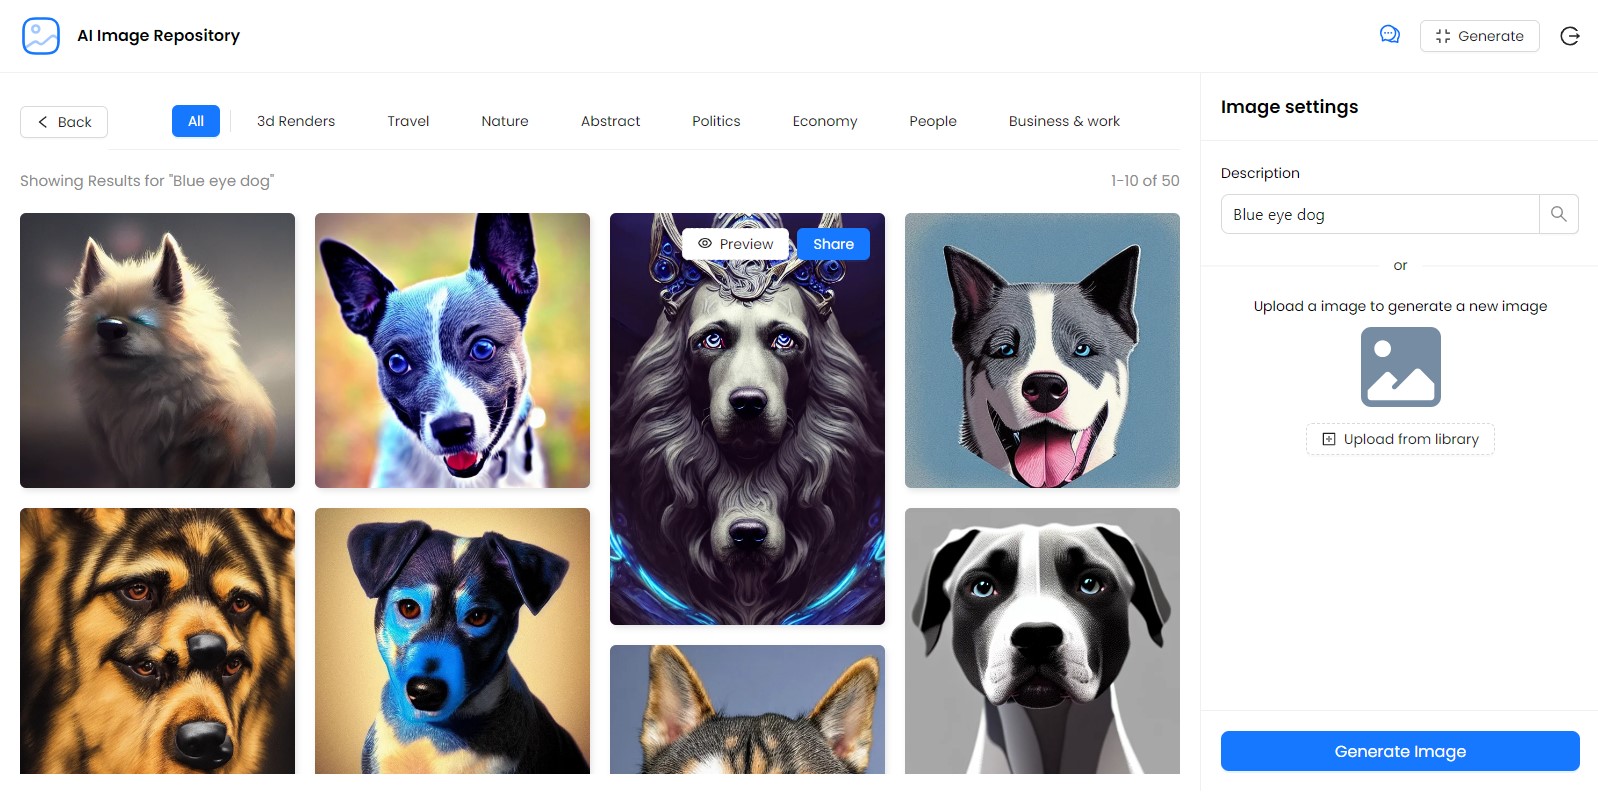 AI Image Repository
Generate
Back
All
3d Renders
Travel
Nature
Abstract
Politics
Economy
People
Business & work
Showing Results for "Blue eye dog"
1-10 of 50
Preview
Share
Image settings
Description
Blue eye dog
or
Upload a image to generate a new image
Upload from library
Generate Image